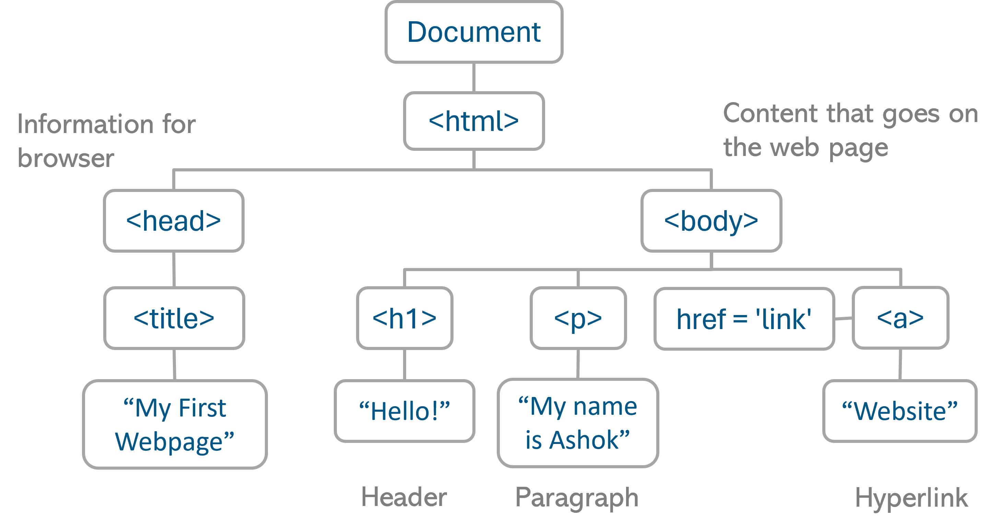 Document
<html>
Information for
browser
Content that goes on
the web page
<head>
<body>
<title>
<h1>
<p>
href = 'link'
<a>
“My First
Webpage”
“Hello!”
“My name
is Ashok”
“Website”
Header
Paragraph
Hyperlink